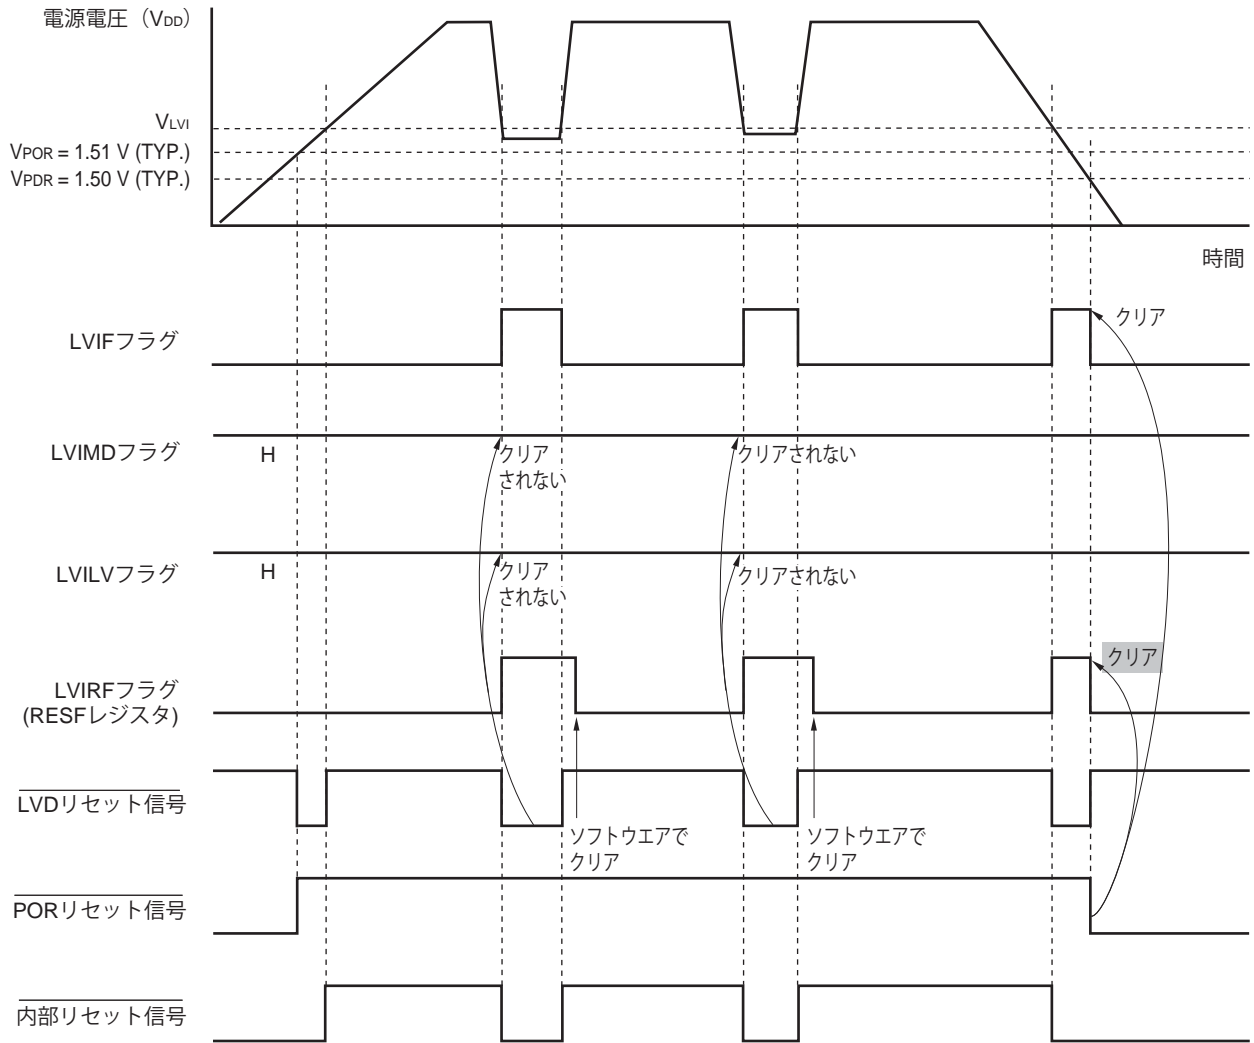 電源電圧（VDD）
VLVI
VPOR = 1.51 V (TYP.)
VPDR = 1.50 V (TYP.)
時間
LVIFフラグ
クリア
LVIMDフラグ
H
クリア
されない
クリアされない
LVILVフラグ
H
クリア
されない
クリアされない
LVIRFフラグ
(RESFレジスタ)
クリア
LVDリセット信号
ソフトウエアで
クリア
ソフトウエアで
クリア
PORリセット信号
内部リセット信号